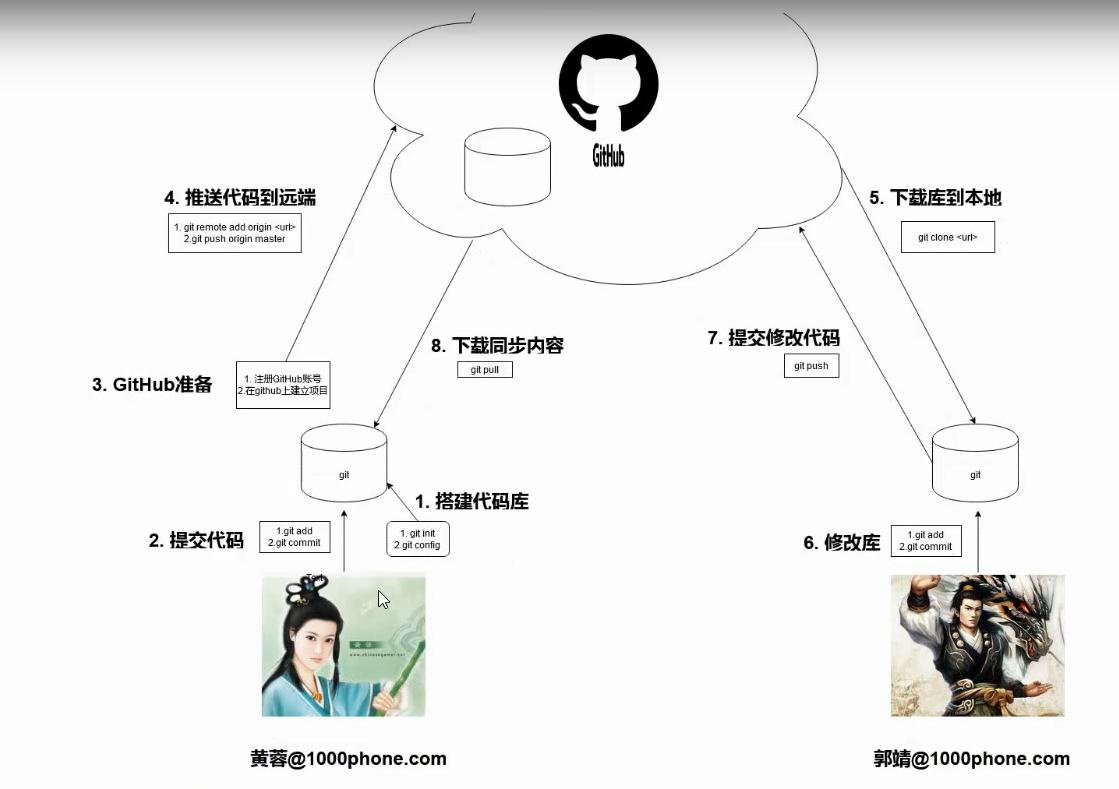 GitHub
4. 推送代码到远端
1. git remote add origin <url>
2.git push origin master
5. 下载库到本地
git clone <url>
8. 下载同步内容
git pull
7. 提交修改代码
git push
3. GitHub准备
1. 注册GitHub账号
2.在github上建立项目
git
git
1. 搭建代码库
1. git init
2.git config
2. 提交代码
1.git add
2.git commit
6. 修改库
1.git add
2.git commit
Text
黄蓉
黄蓉@1000phone.com
郭靖@1000phone.com